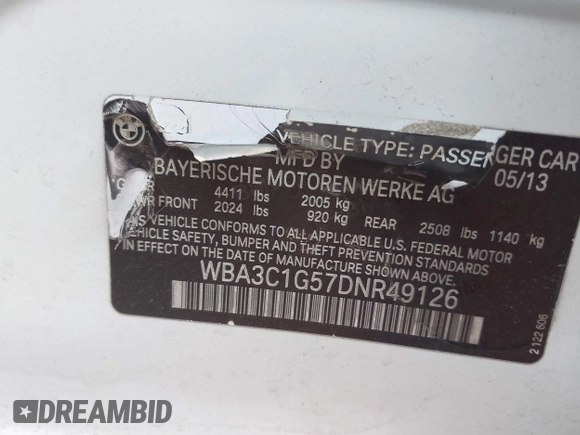 BMW
VEHICLE TYPE: PASSENGER CAR
MFD BY 05/13
BAYERISCHE MOTOREN WERKE AG
4411 lbs 2005 kg
FRONT 2024 lbs 920 kg REAR 2508 lbs 1140 kg
VEHICLE CONFORMS TO ALL APPLICABLE U.S. FEDERAL MOTOR
VEHICLE SAFETY, BUMPER AND THEFT PREVENTION STANDARDS
IN EFFECT ON THE DATE OF MANUFACTURE SHOWN ABOVE.
WBA3C1G57DNR49126
2 122 606
DREAMBID